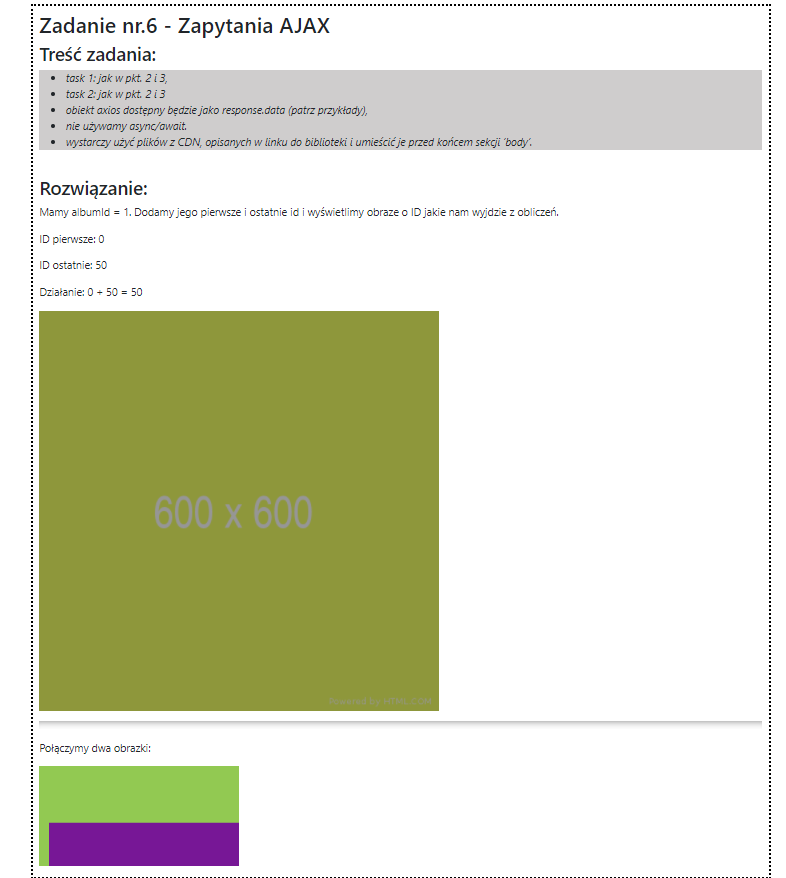 Zadanie nr.6 - Zapytania AJAX
Treść zadania:
task 1: jak w pkt. 2 i 3,
task 2: jak w pkt. 2 i 3
obiekt axios dostępny będzie jako response.data (patrz przykłady),
nie używamy async/await.
wystarczy użyć plików z CDN, opisanych w linku do biblioteki i umieścić je przed końcem sekcji 'body'.
Rozwiązanie:
Mamy albumId = 1. Dodamy jego pierwsze i ostatnie id i wyświetlimy obraze o ID jakie nam wyjdzie z obliczeń.
ID pierwsze: 0
ID ostatnie: 50
Działanie: 0 + 50 = 50
600 x 600
Powered by HTML.COM
Połączymy dwa obrazki: